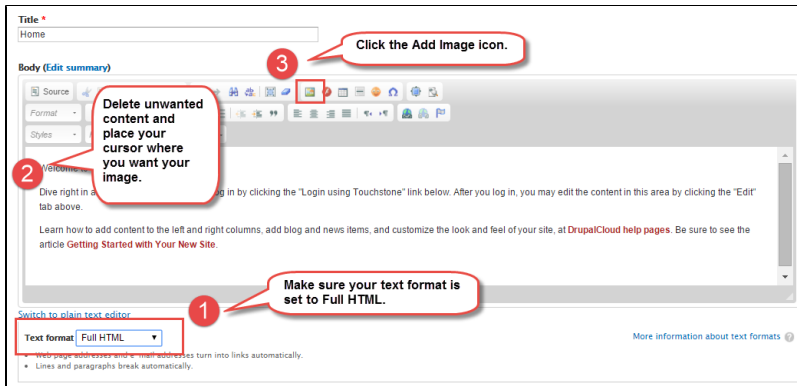 Title *
Home
Click the Add Image icon.
3
Body (Edit summary)
Source
Format
Styles
Delete unwanted
content and
place your
cursor where
you want your
image.
2
Welcome
Dive right in a
g in by clicking the "Login using Touchstone" link below. After you log in, you may edit the content in this area by clicking the "Edit"
tab above.
Learn how to add content to the left and right columns, add blog and news items, and customize the look and feel of your site, at DrupalCloud help pages. Be sure to see the
article Getting Started with Your New Site.
Make sure your text format is
set to Full HTML.
1
Switch to plain text editor
Text format Full HTML
More information about text formats
Web page addresses and e-mail addresses turn into links automatically.
Lines and paragraphs break automatically.